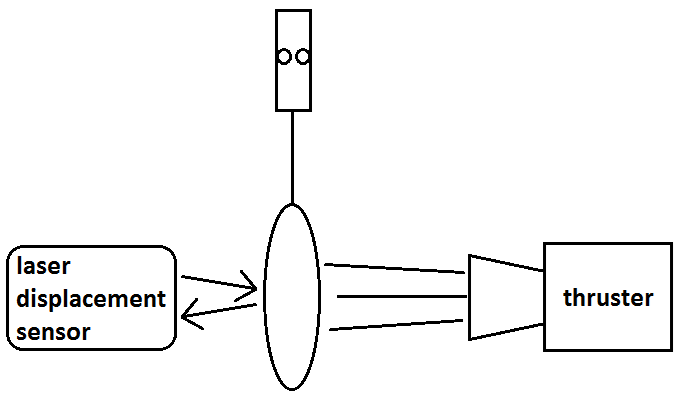 laser
displacement
sensor
thruster